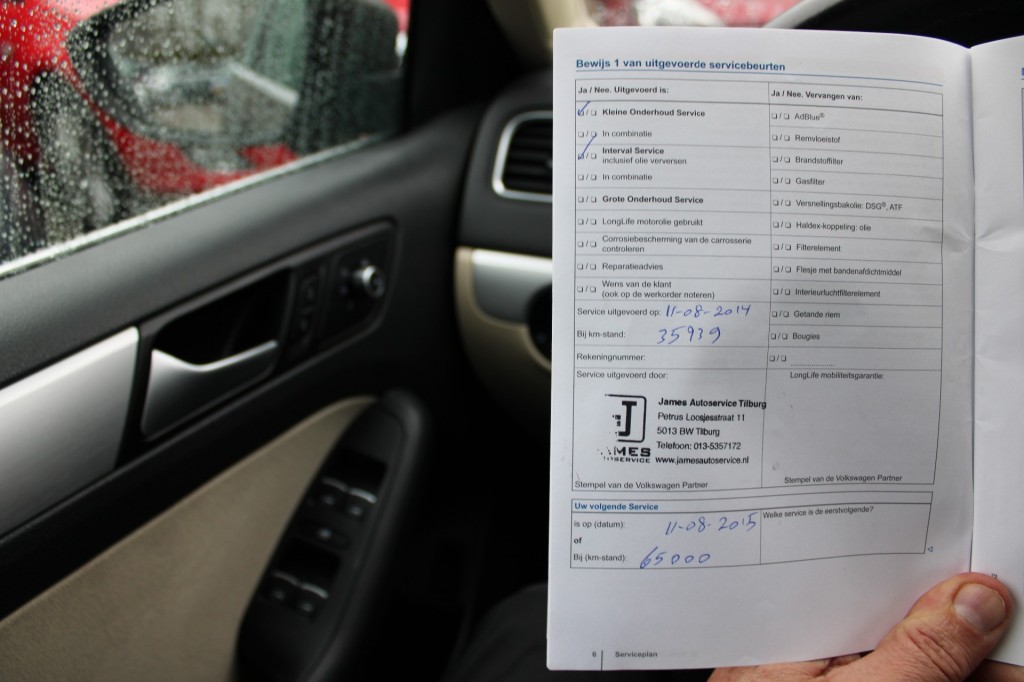 Bewijs 1 van uitgevoerde servicebeurten
Ja / Nee. Uitgevoerd is:
Kleine Onderhoud Service
In combinatie
Interval Service
inclusief olie verversen
In combinatie
Grote Onderhoud Service
LongLife motorolie gebruikt
Corrosiebescherming van de carrosserie
controleren
Reparatieadvies
Wens van de klant
(ook op de werkorder noteren)
Service uitgevoerd op: 11-08-2014
Bij km-stand: 35939
Rekeningnummer:
Service uitgevoerd door:
J
James Autoservice Tilburg
Petrus Loosjesstraat 11
5013 BW Tilburg
Telefoon: 013-5357172
www.jamesautoservice.nl
Stempel van de Volkswagen Partner
Ja / Nee. Vervangen van:
AdBlue®
Remvloeistof
Brandstoffilter
Gasfilter
Versnellingsbakolie: DSG®, ATF
Haldex-koppeling: olie
Filterelement
Flesje met bandenafdichtmiddel
Interieurluchtfilterelement
Getande riem
Bougies
LongLife mobiliteitsgarantie:
Stempel van de Volkswagen Partner
Uw volgende Service
is op (datum): 11-08-2015
of
Bij (km-stand): 65000
Welke service is de eerstvolgende?
6 Serviceplan